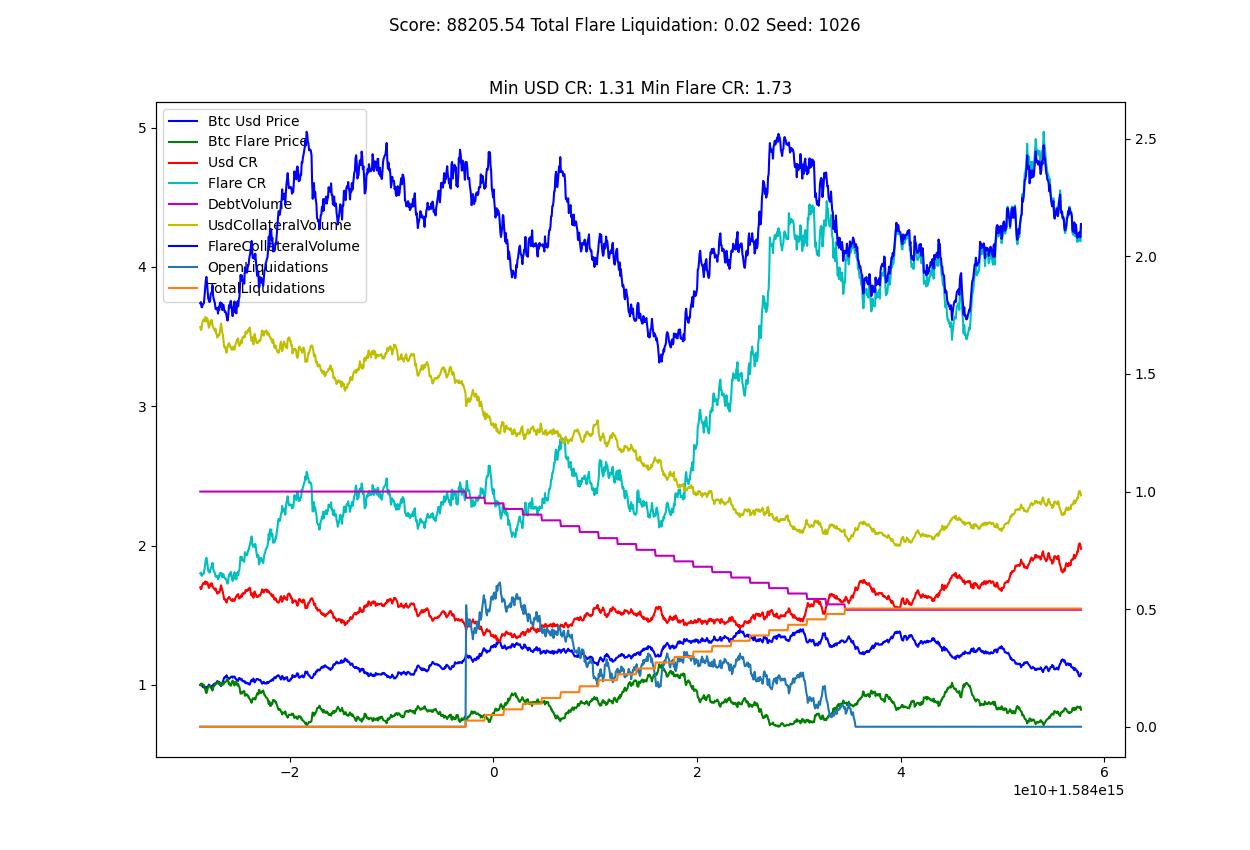 Score: 88205.54 Total Flare Liquidation: 0.02 Seed: 1026
Min USD CR: 1.31 Min Flare CR: 1.73
Btc Usd Price
Btc Flare Price
Usd CR
Flare CR
DebtVolume
UsdCollateralVolume
FlareCollateralVolume
OpenLiquidations
TotalLiquidations
5
4
3
2
1
2.5
2.0
1.5
1.0
0.5
0.0
−2 0 2 4 6
1e10+1.584e15